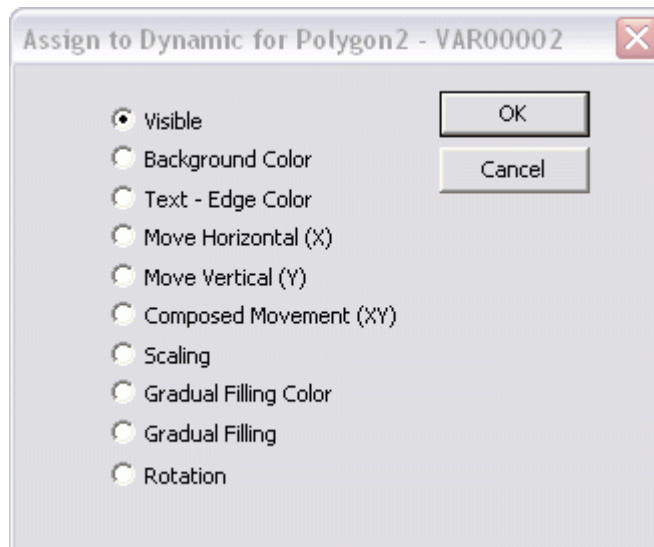 Assign to Dynamic for Polygon2 - VAR00002
Visible
OK
Background Color
Cancel
Text - Edge Color
Move Horizontal (X)
Move Vertical (Y)
Composed Movement (XY)
Scaling
Gradual Filling Color
Gradual Filling
Rotation